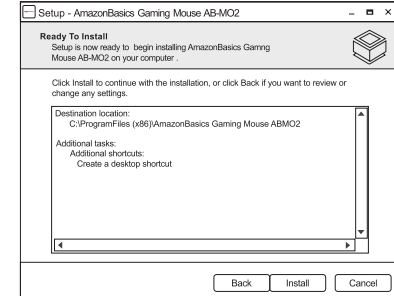 Setup - AmazonBasics Gaming Mouse AB-MO2
Ready To Install
Setup is now ready to begin installing AmazonBasics Gamng
Mouse AB-MO2 on your computer .
Click Install to continue with the installation, or click Back if you want to review or
change any settings.
Destination location:
C:\ProgramFiles (x86)\AmazonBasics Gaming Mouse ABMO2
Additional tasks:
Additional shortcuts:
Create a desktop shortcut
Back Install Cancel